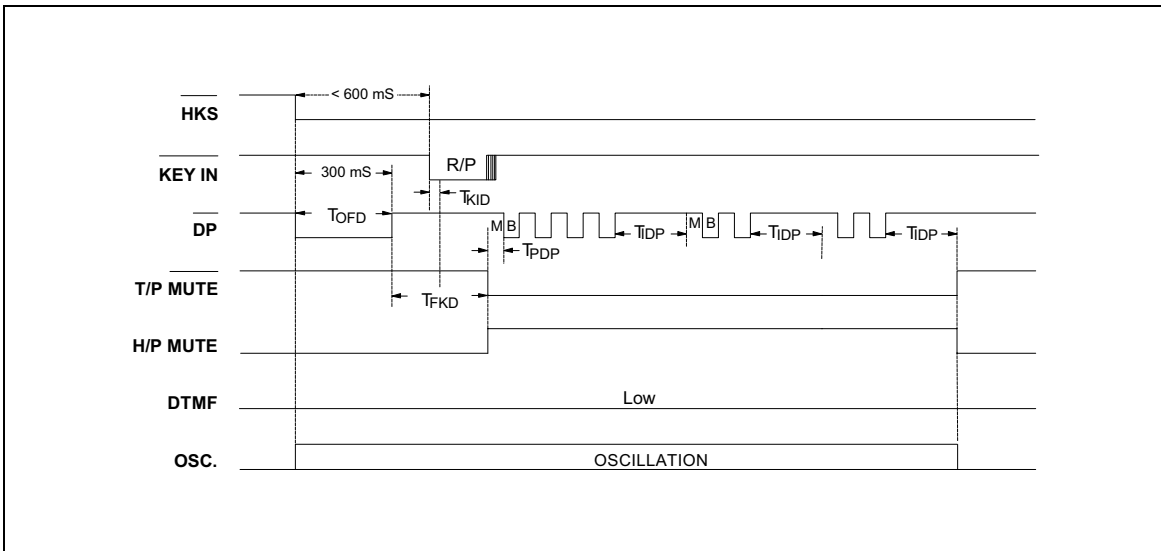 < 600 mS
HKS
KEY IN
R/P
300 mS
TKID
TOFD
DP
M B
TIDP
M B
TIDP
TIDP
TPDP
T/P MUTE
TFKD
H/P MUTE
DTMF
Low
OSC.
OSCILLATION